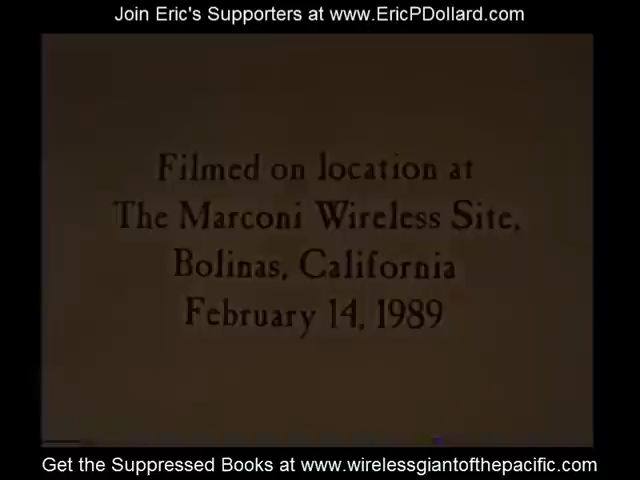 Join Eric's Supporters at www.EricPDollard.com
Filmed on location at
The Marconi Wireless Site,
Bolinas, California
February 14, 1989
Get the Suppressed Books at www.wirelessgiantofthepacific.com